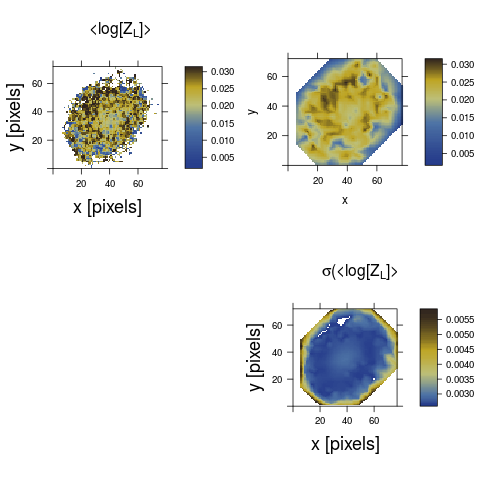 <log[Z_L]>
60
40
20
20 40 60
x [pixels]
y [pixels]
0.030
0.025
0.020
0.015
0.010
0.005
60
40
20
20 40 60
x
y
0.030
0.025
0.020
0.015
0.010
0.005
σ(<log[Z_L]>
60
40
20
20 40 60
x [pixels]
y [pixels]
0.0055
0.0050
0.0045
0.0040
0.0035
0.0030